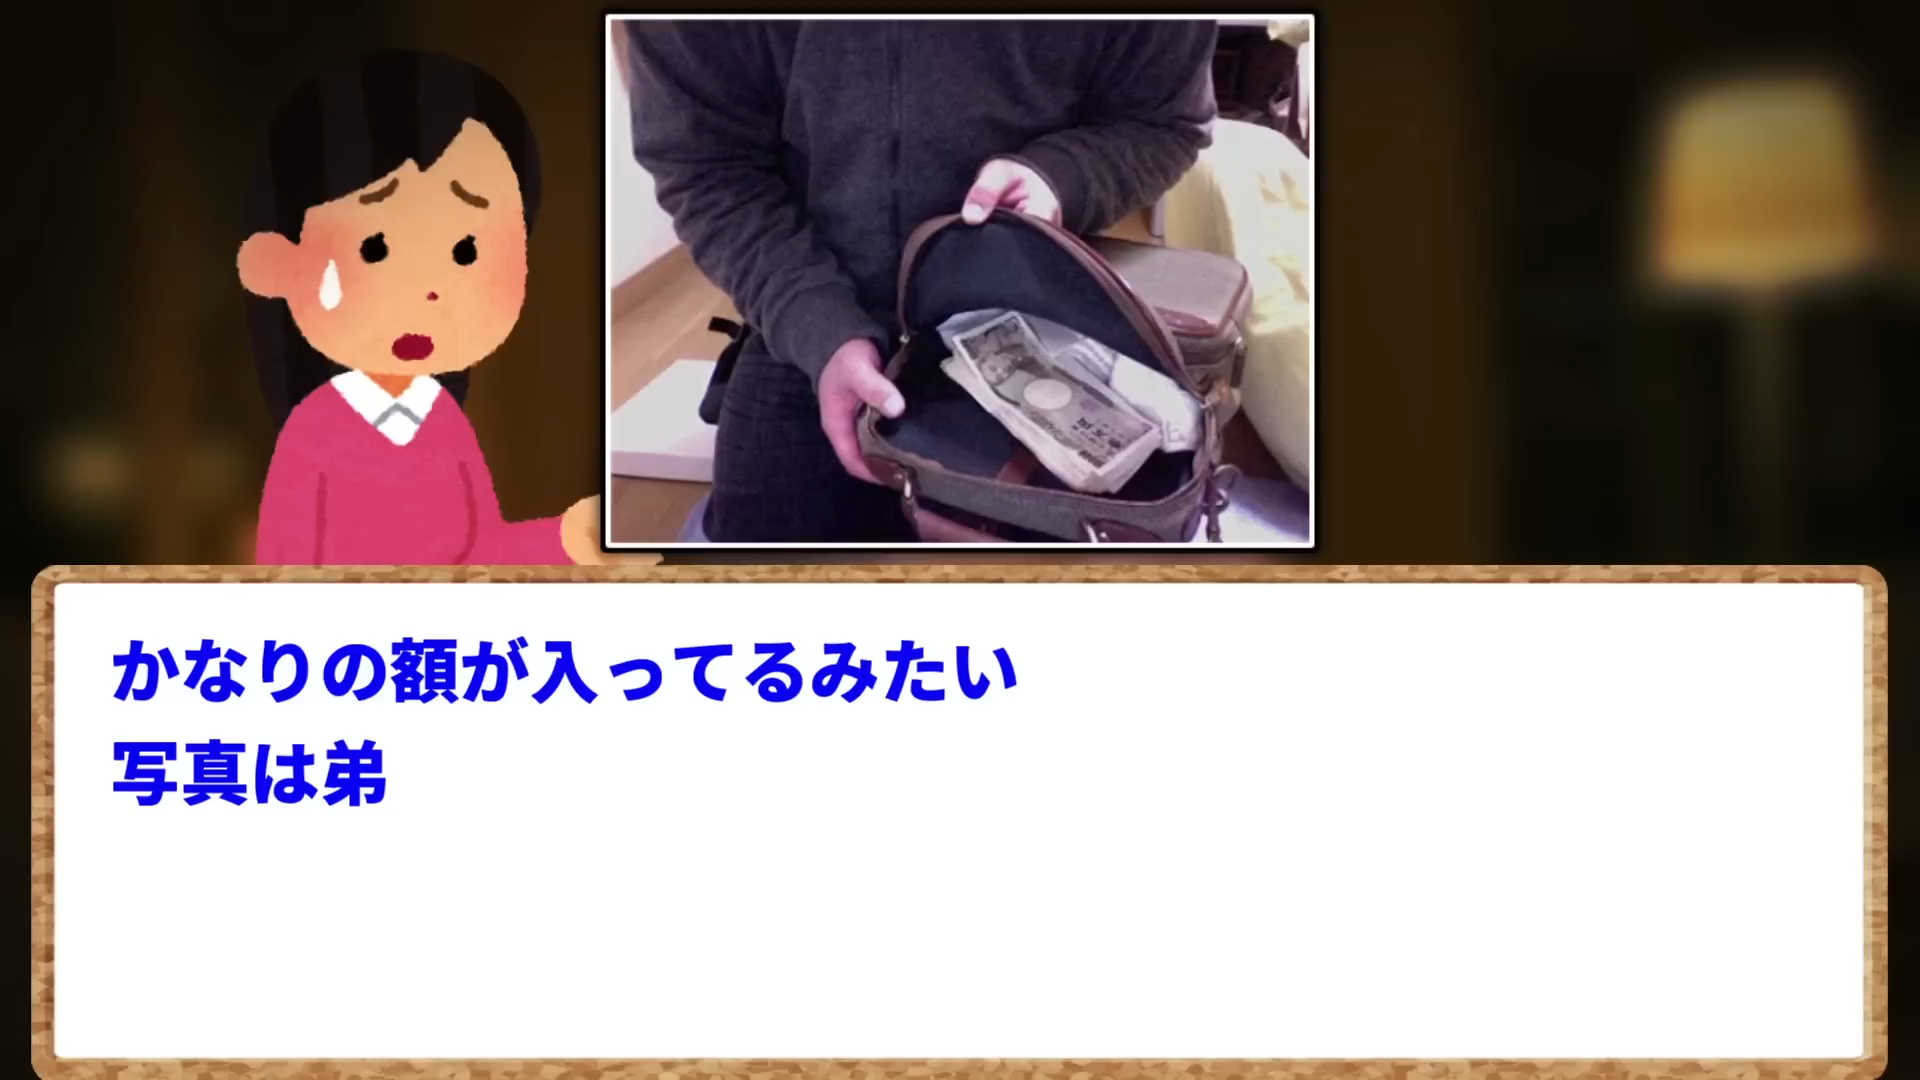 かなりの額が入ってるみたい
写真は弟